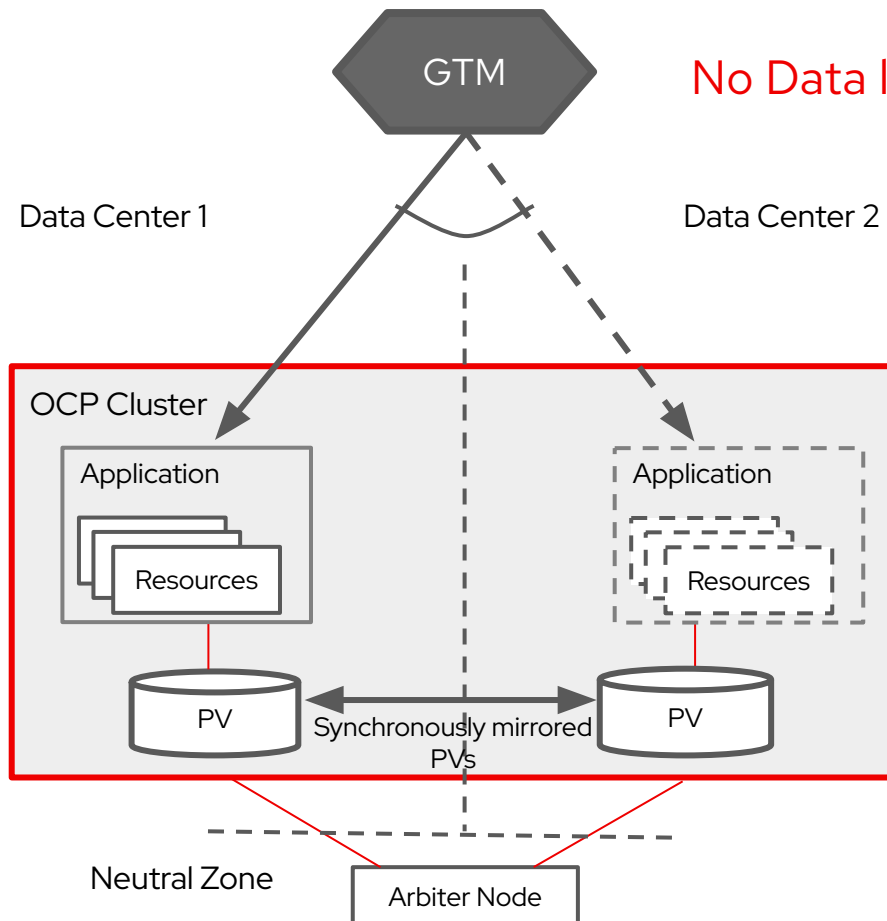 GTM
No Data
Data Center 1
Data Center 2
OCP Cluster
Application
Resources
Application
Resources
PV
PV
Synchronously mirrored
PVs
Neutral Zone
Arbiter Node